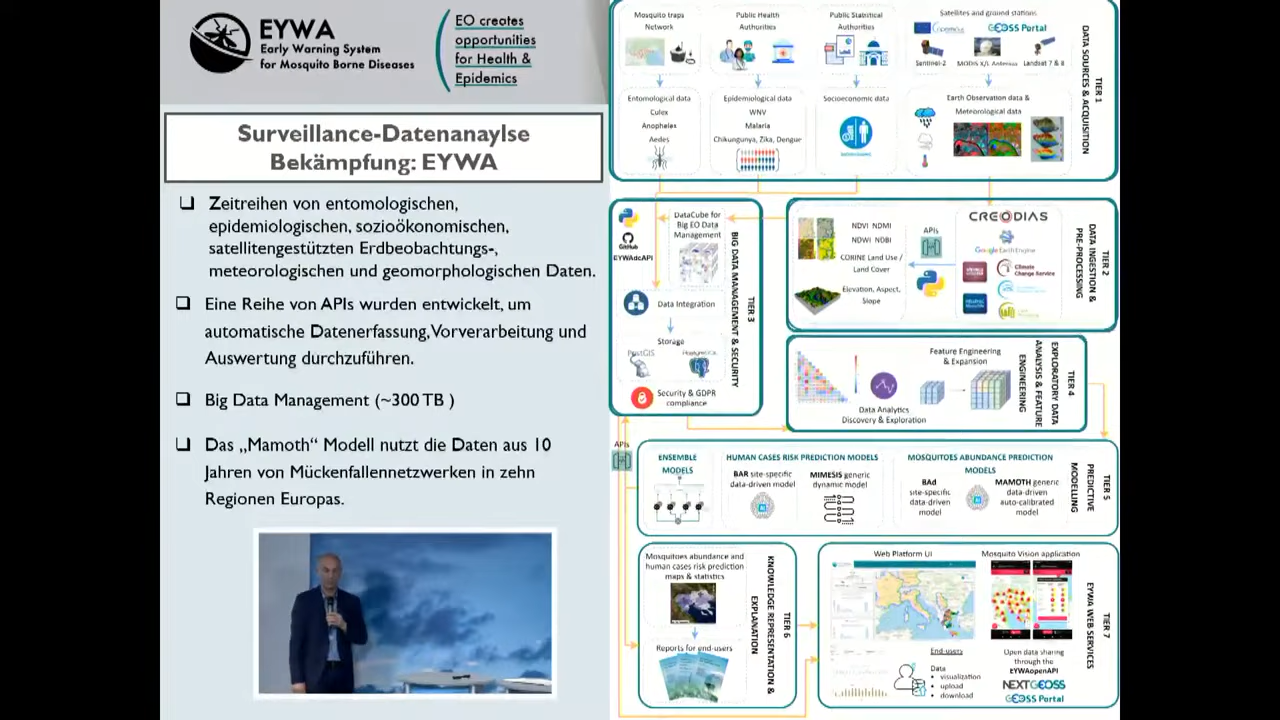 EYWA
Early Warning System
for Mosquito Borne Diseases
EO creates
opportunities
for Health &
Epidemics
Surveillance-Datenanaylse
Bekämpfung: EYWA
Zeitreihen von entomologischen,
epidemiologischen, sozioökonomischen,
satellitengestützten Erdbeobachtungs-,
meteorologischen und geomorphologischen Daten.
Eine Reihe von APIs wurden entwickelt, um
automatische Datenerfassung, Vorverarbeitung und
Auswertung durchzuführen.
Big Data Management (~300 TB )
Das „Mamoth“ Modell nutzt die Daten aus 10
Jahren von Mückenfallennetzwerken in zehn
Regionen Europas.
Mosquito traps
Network
Public Health
Authorities
Public Statistical
Authorities
Satellites and ground stations
Copernicus
GEOSS Portal
Sentinel-2
MODIS X/L Antenna
Landsat 7 & 8
Entomological data
Culex
Anopheles
Aedes
Epidemiological data
WNV
Malaria
Chikungunya, Zika, Dengue
Socioeconomic data
Earth Observation data &
Meteorological data
TIER 1
DATA SOURCES & ACQUISITION
GitHub
EYWAdcAPI
DataCube for
Big EO Data
Management
Data Integration
Storage
PostGIS
PostgreSQL
Security & GDPR
compliance
TIER 3
BIG DATA MANAGEMENT & SECURITY
NDVI NDMI
NDWI NDBI
CORINE Land Use /
Land Cover
Elevation, Aspect,
Slope
APIs
CREODIAS
Google Earth Engine
Climate
Change Service
TIER 2
DATA INGESTION &
PRE-PROCESSING
Feature Engineering
& Expansion
Data Analytics
Discovery & Exploration
TIER 4
EXPLORATORY DATA
ANALYSIS & FEATURE
ENGINEERING
APIs
ENSEMBLE
MODELS
HUMAN CASES RISK PREDICTION MODELS
BAR site-specific
data-driven model
MIMESIS generic
dynamic model
MOSQUITOES ABUNDANCE PREDICTION
MODELS
BAd
site-specific
data-driven
model
MAMOTH generic
data-driven
auto-calibrated
model
TIER 5
PREDICTIVE
MODELLING
Mosquitoes abundance and
human cases risk prediction
maps & statistics
Reports for end-users
TIER 6
KNOWLEDGE REPRESENTATION &
EXPLANATION
Web Platform UI
Mosquito Vision application
End-users
Data
• visualization
• upload
• download
Open data sharing
through the
EYWAopenAPI
NEXTGEOSS
GEOSS Portal
TIER 7
EYWA WEB SERVICES